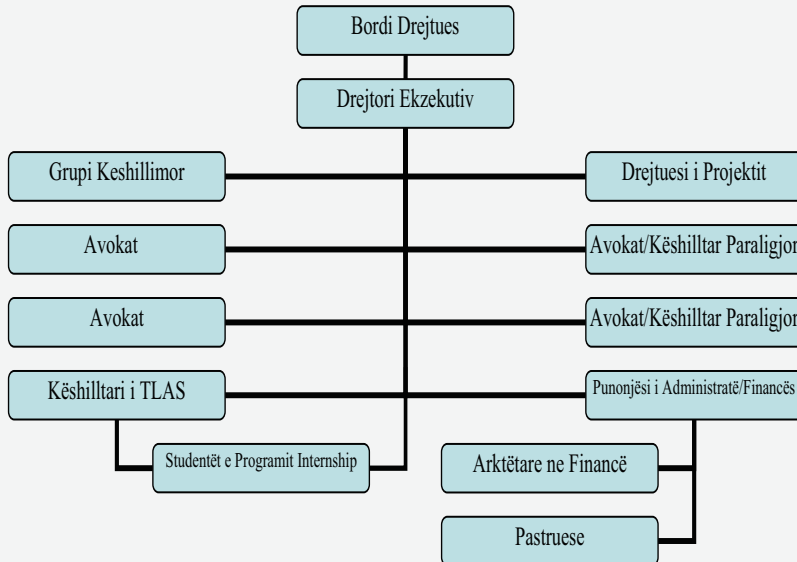 Bordi Drejtues
Drejtori Ekzekutiv
Grupi Keshillimor
Drejtuesi i Projektit
Avokat
Avokat/Këshilltar Paraligjor
Avokat
Avokat/Këshilltar Paraligjor
Këshilltari i TLAS
Punonjësi i Administratë/Financës
Studentët e Programit Internship
Arktëtare ne Financë
Pastruese